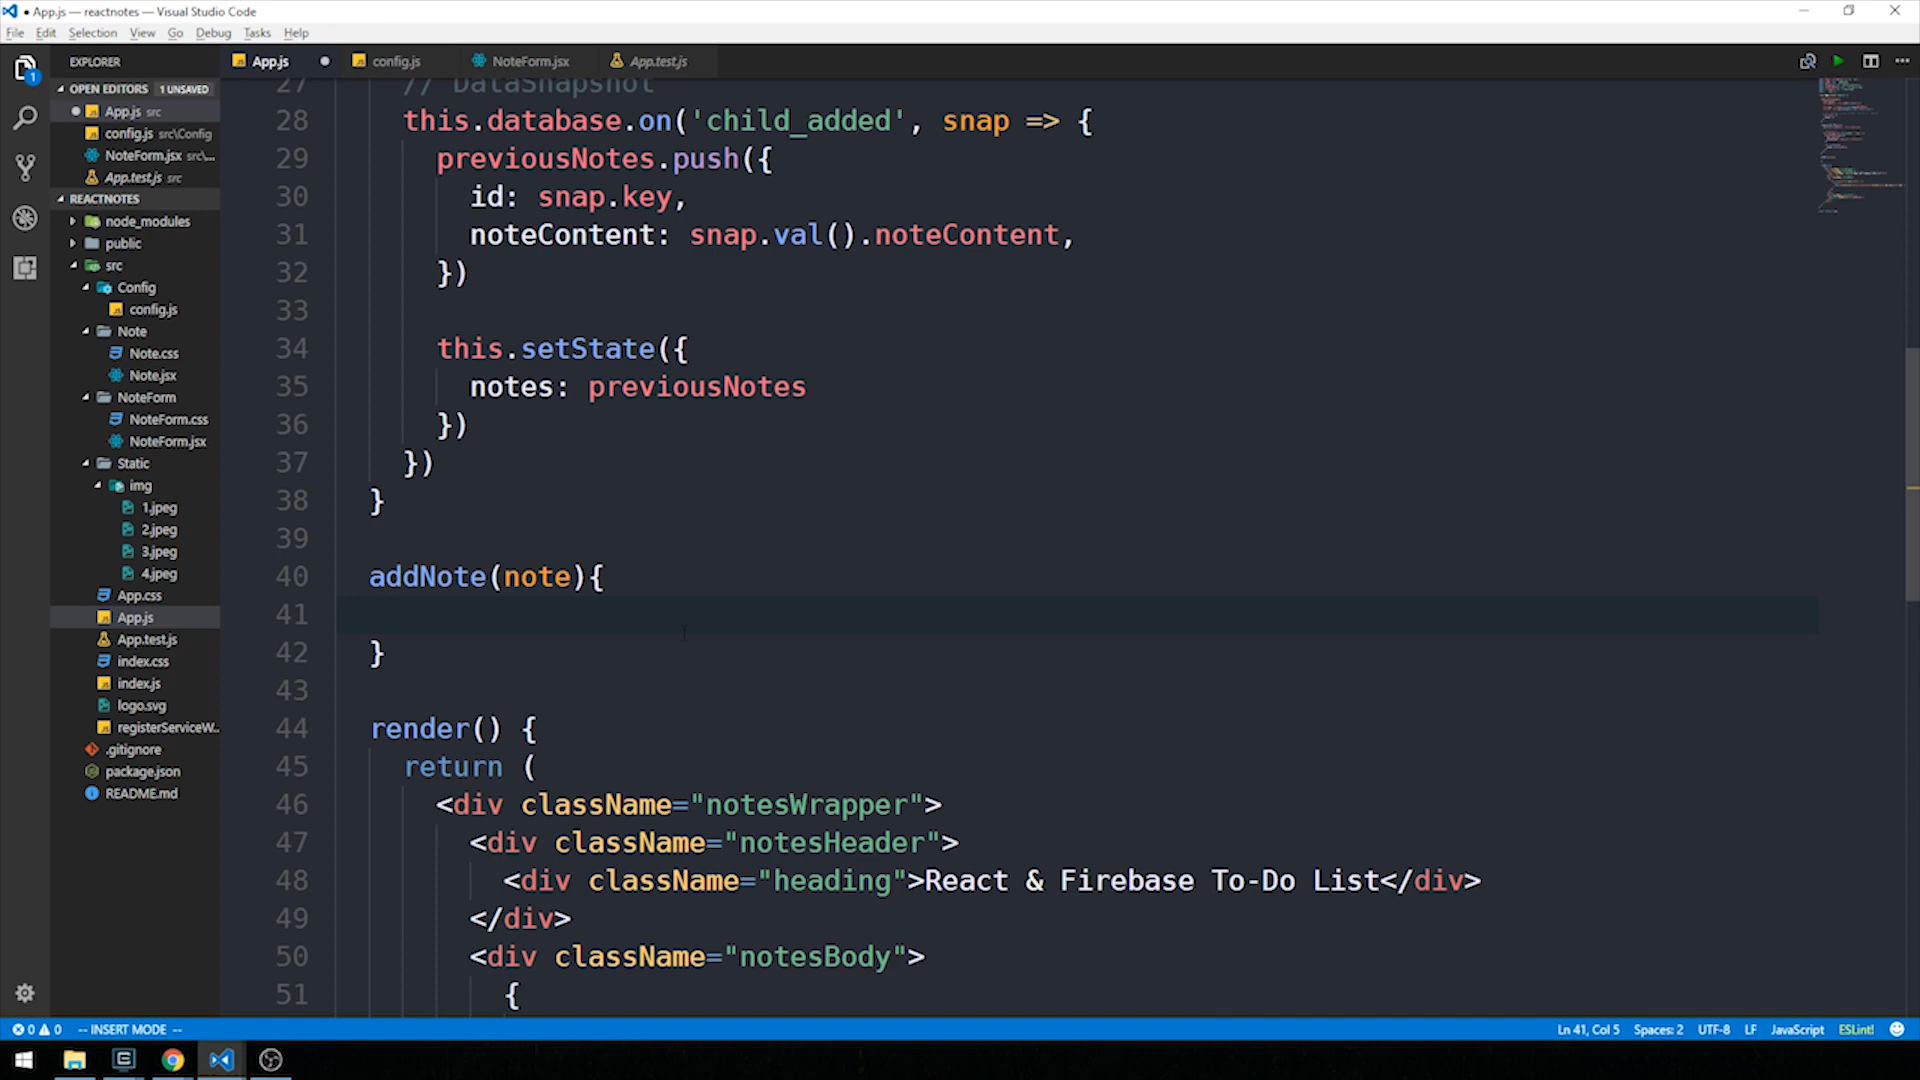 ● App.js — reactnotes — Visual Studio Code
File Edit Selection View Go Debug Tasks Help
EXPLORER
App.js
config.js
NoteForm.jsx
App.test.js
1
OPEN EDITORS 1 UNSAVED
App.js src
config.js src\Config
NoteForm.jsx src\...
App.test.js src
REACTNOTES
node_modules
public
src
Config
config.js
Note
Note.css
Note.jsx
NoteForm
NoteForm.css
NoteForm.jsx
Static
img
1.jpeg
2.jpeg
3.jpeg
4.jpeg
App.css
App.js
App.test.js
index.css
index.js
logo.svg
registerServiceW...
.gitignore
package.json
README.md
27 // DataSnapshot
28 this.database.on('child_added', snap => {
29 previousNotes.push({
30 id: snap.key,
31 noteContent: snap.val().noteContent,
32 })
33
34 this.setState({
35 notes: previousNotes
36 })
37 })
38 }
39
40 addNote(note){
41
42 }
43
44 render() {
45 return (
46 <div className="notesWrapper">
47 <div className="notesHeader">
48 <div className="heading">React & Firebase To-Do List</div>
49 </div>
50 <div className="notesBody">
51 {
0 0 -- INSERT MODE --
Ln 41, Col 5 Spaces: 2 UTF-8 LF JavaScript ESLint!